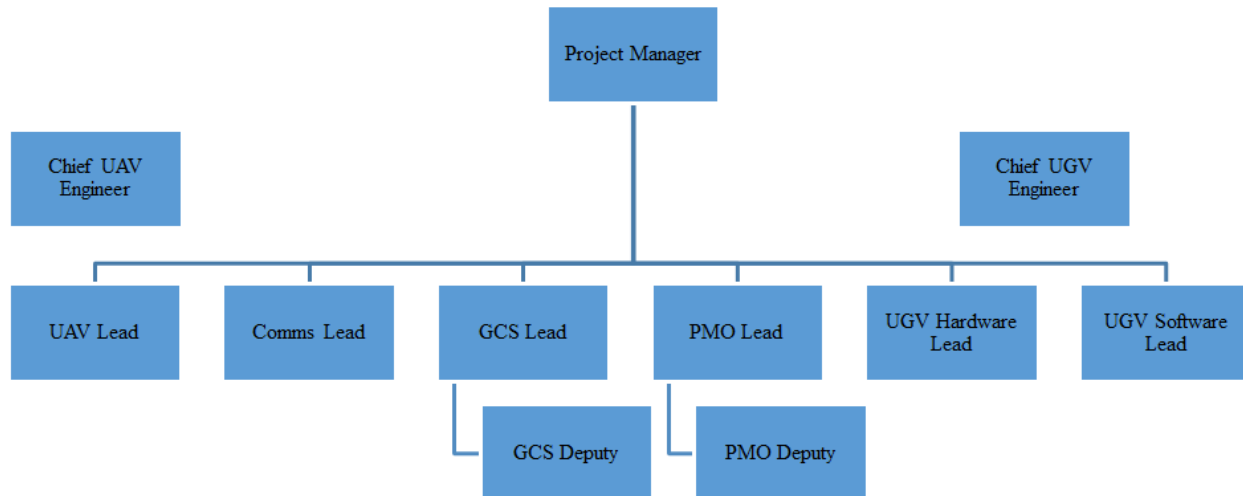 Project Manager
Chief UAV
Engineer
Chief UGV
Engineer
UAV Lead
Comms Lead
GCS Lead
PMO Lead
UGV Hardware
Lead
UGV Software
Lead
GCS Deputy
PMO Deputy